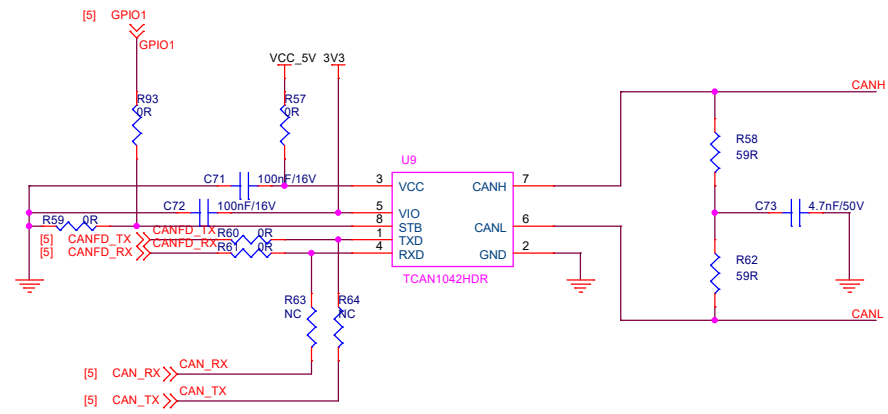 [5] GPIO1
GPIO1
VCC_5V 3V3
R93
0R
R57
0R
CANH
U9
R58
59R
C71 100nF/16V
3 VCC CANH 7
C72 100nF/16V
5 VIO
C73 4.7nF/50V
R59 0R
8 STB CANL 6
[5] CANFD_TX CANFD_TX R60 0R
1 TXD
[5] CANFD_RX CANFD_RX R61 0R
4 RXD GND 2
R62
59R
TCAN1042HDR
R63
NC
R64
NC
CANL
[5] CAN_RX CAN_RX
[5] CAN_TX CAN_TX